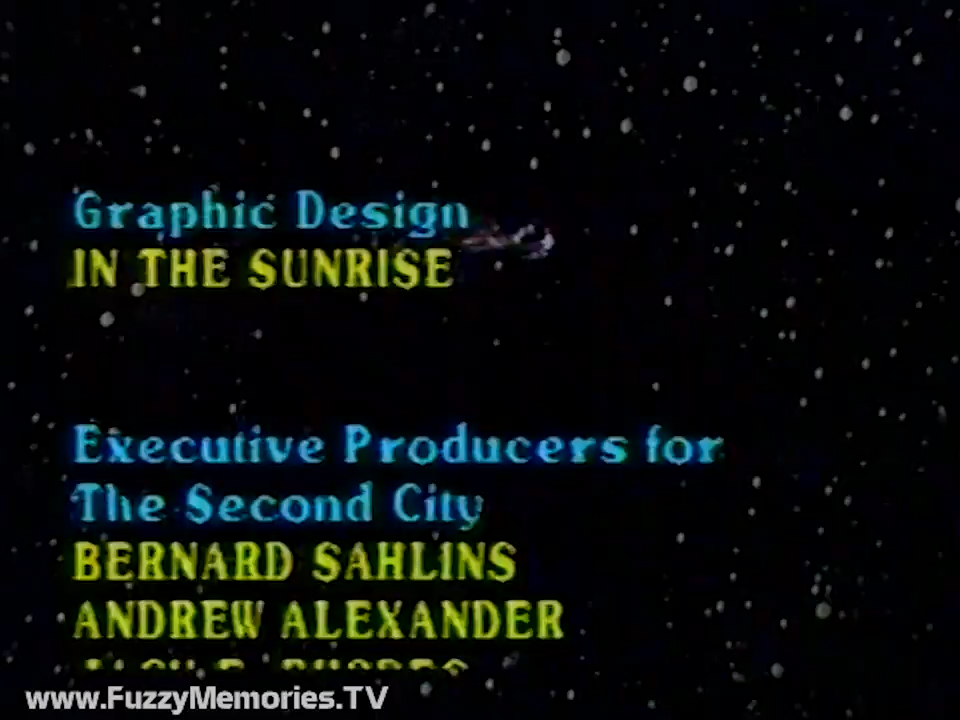 Graphic Design
IN THE SUNRISE
Executive Producers for
The Second City
BERNARD SAHLINS
ANDREW ALEXANDER
www.FuzzyMemories.TV